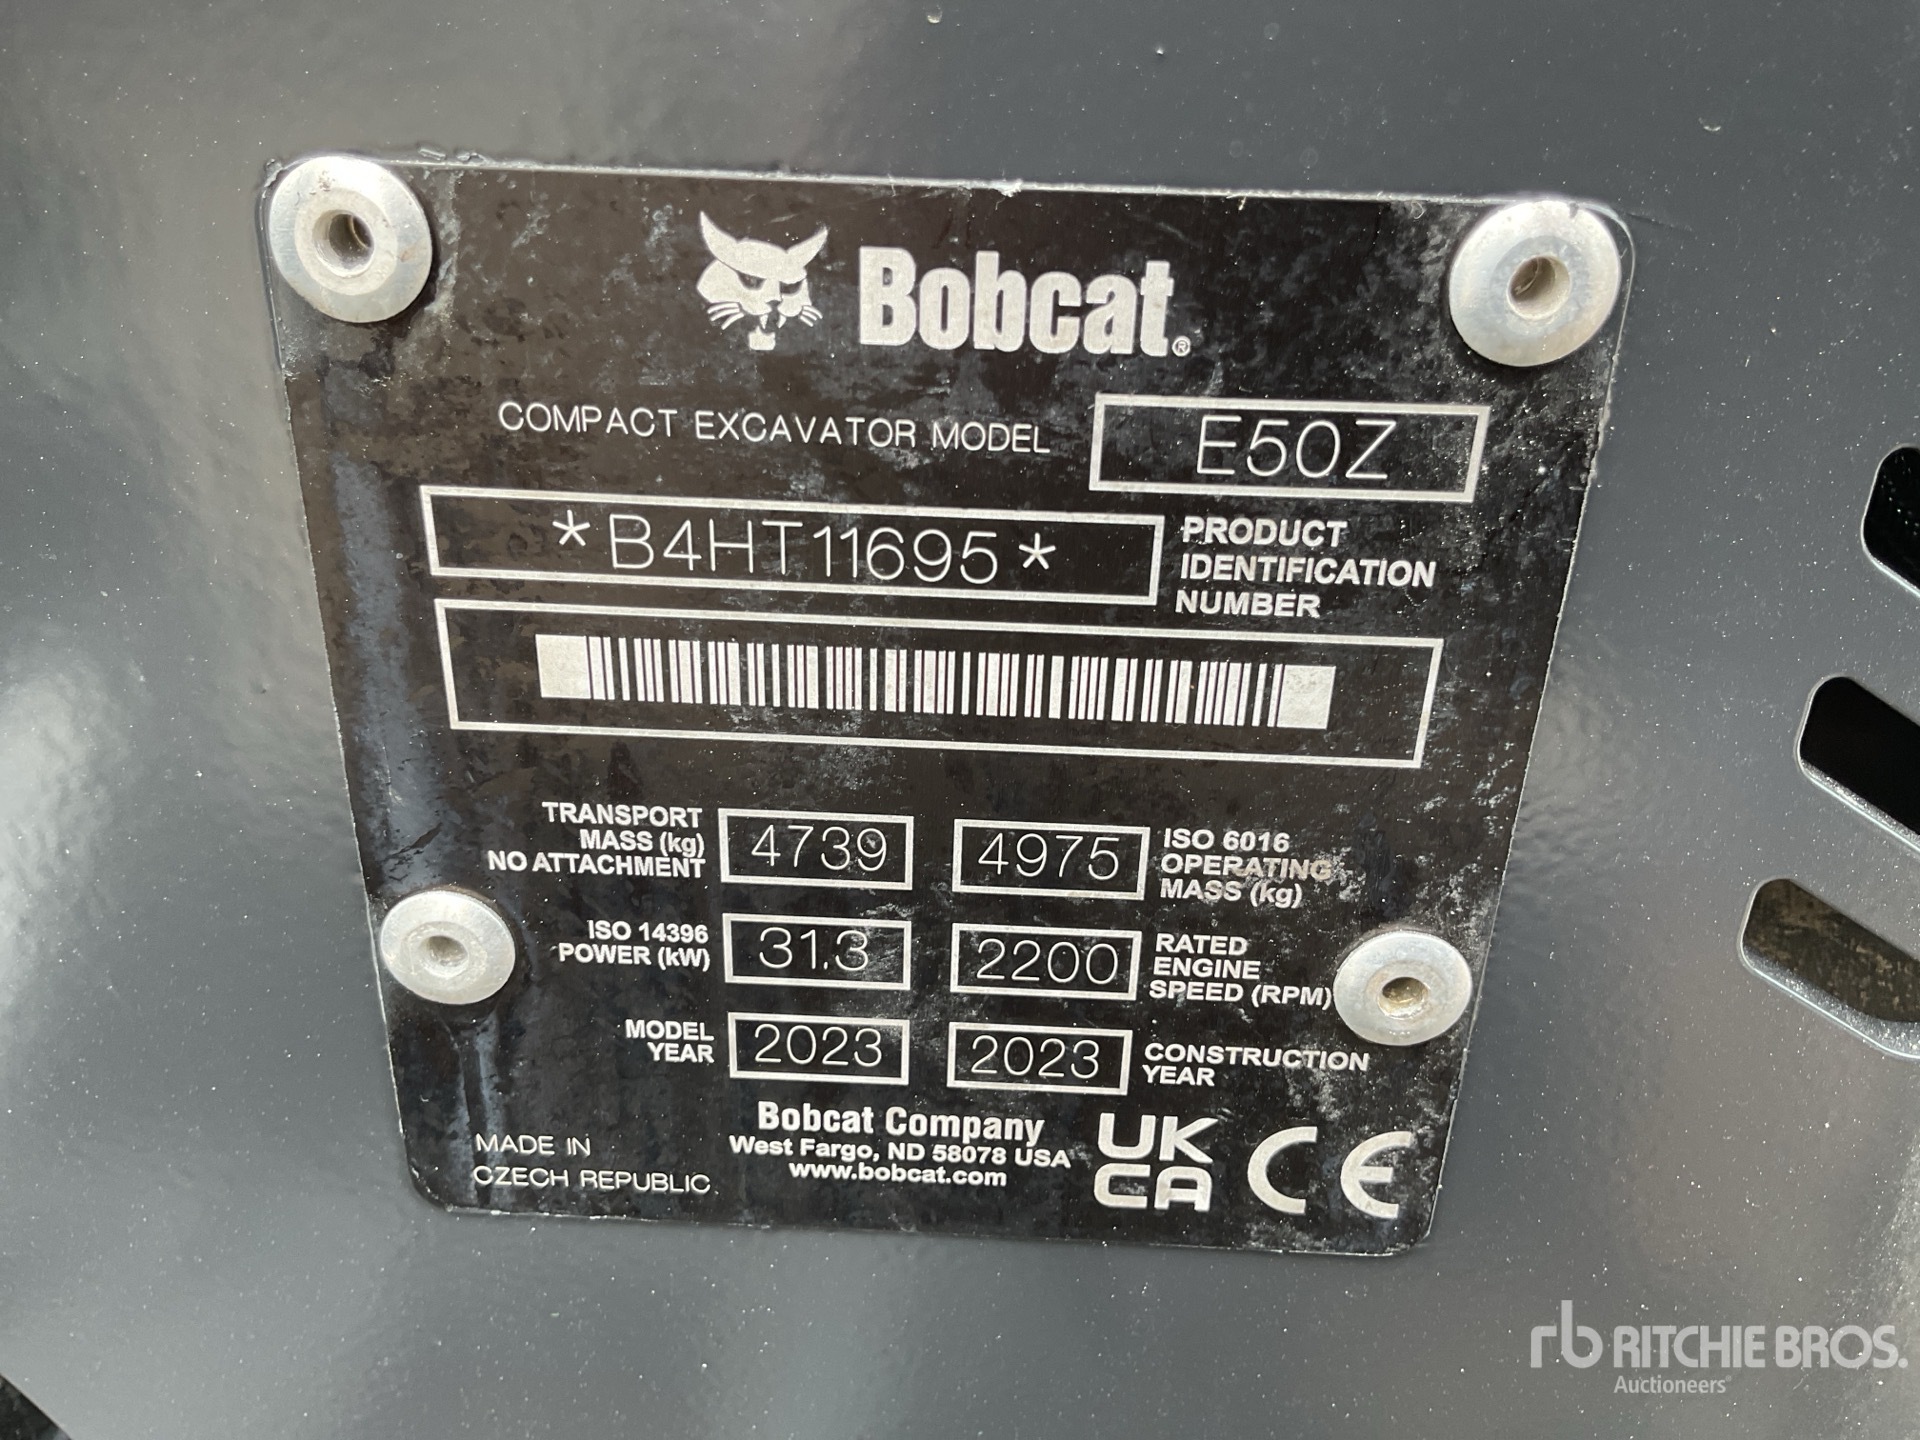 Bobcat®
COMPACT EXCAVATOR MODEL E50Z
*B4HT11695* PRODUCT
IDENTIFICATION
NUMBER
TRANSPORT
MASS (kg)
NO ATTACHMENT
4739
4975
ISO 6016
OPERATING
MASS (kg)
ISO 14396
POWER (kW)
31.3
2200
RATED
ENGINE
SPEED (RPM)
MODEL
YEAR
2023
2023
CONSTRUCTION
YEAR
MADE IN
CZECH REPUBLIC
Bobcat Company
West Fargo, ND 58078 USA
www.bobcat.com
UK
CA
CE
rb RITCHIE BROS.
Auctioneers